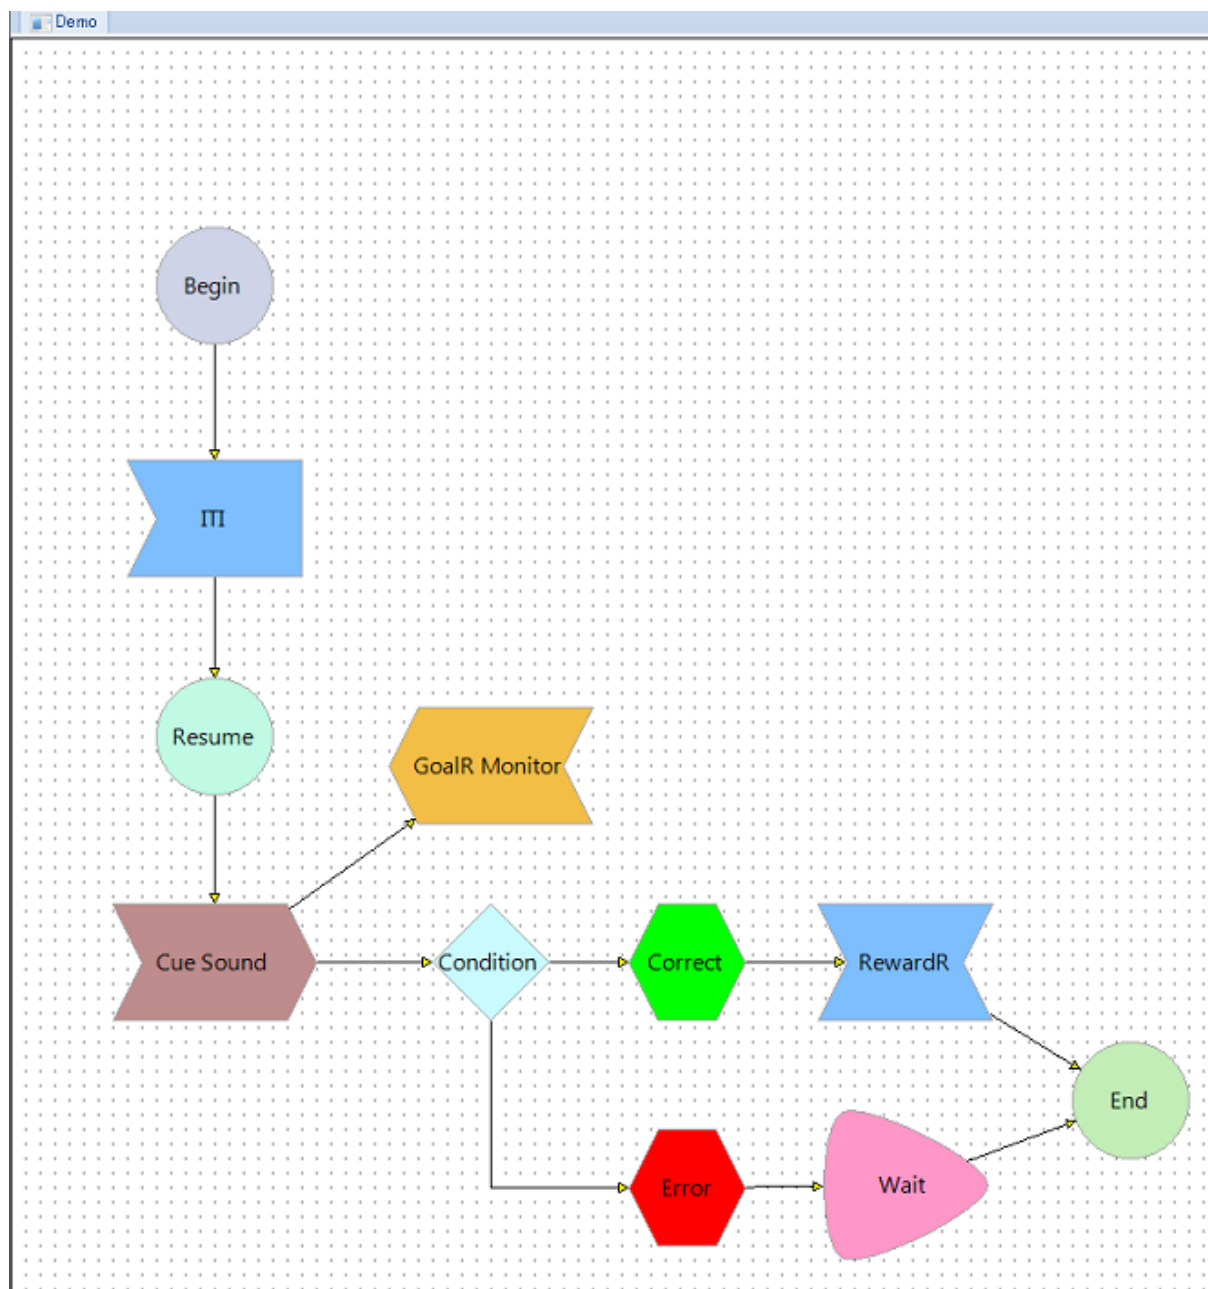 Demo
Begin
ITI
Resume
GoalR Monitor
Cue Sound
Condition
Correct
RewardR
End
Error
Wait